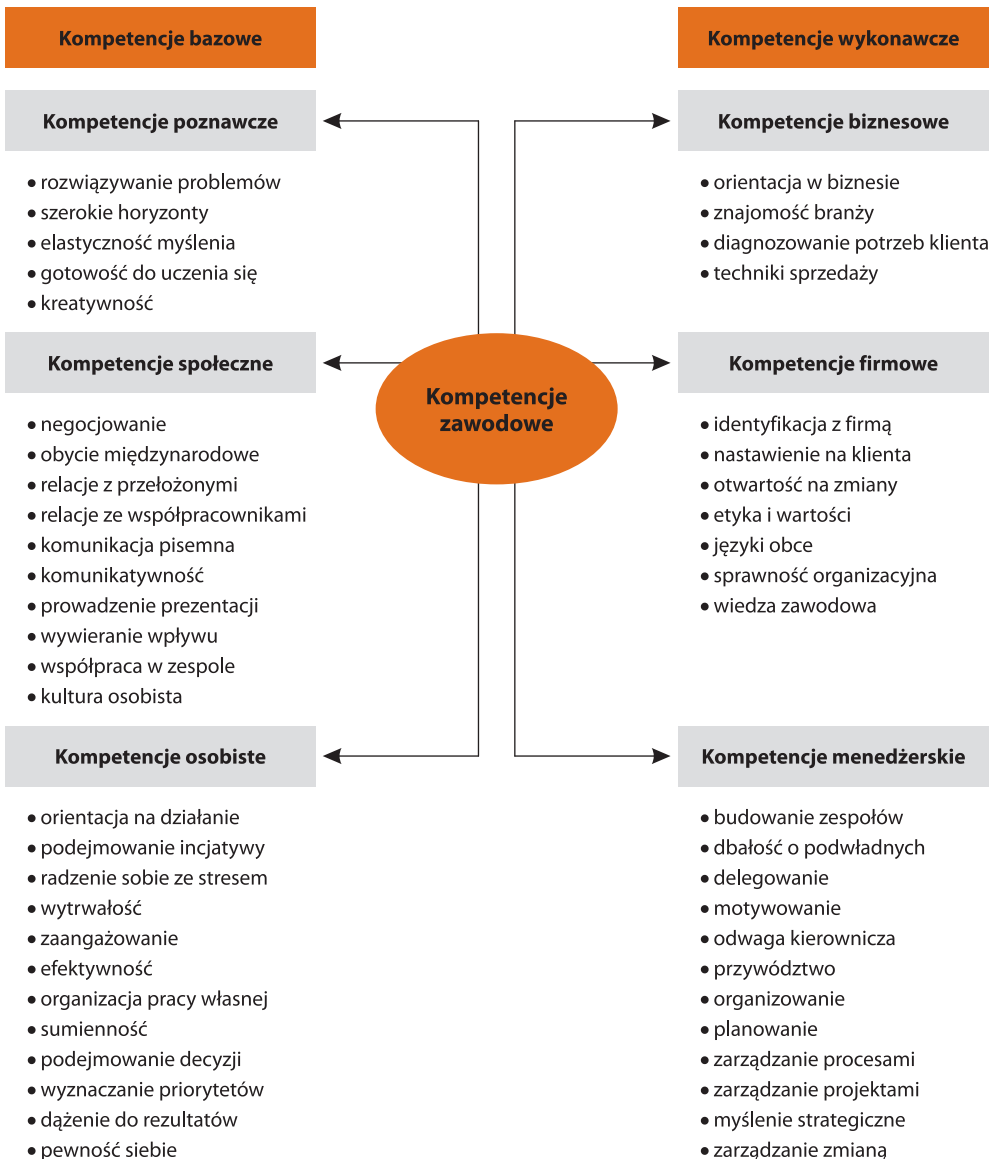 Kompetencje bazowe
Kompetencje poznawcze
• rozwiązywanie problemów
• szerokie horyzonty
• elastyczność myślenia
• gotowość do uczenia się
• kreatywność
Kompetencje społeczne
• negocjowanie
• obycie międzynarodowe
• relacje z przełożonymi
• relacje ze współpracownikami
• komunikacja pisemna
• komunikatywność
• prowadzenie prezentacji
• wywieranie wpływu
• współpraca w zespole
• kultura osobista
Kompetencje osobiste
• orientacja na działanie
• podejmowanie incjatywy
• radzenie sobie ze stresem
• wytrwałość
• zaangażowanie
• efektywność
• organizacja pracy własnej
• sumienność
• podejmowanie decyzji
• wyznaczanie priorytetów
• dążenie do rezultatów
• pewność siebie
Kompetencje
zawodowe
Kompetencje wykonawcze
Kompetencje biznesowe
• orientacja w biznesie
• znajomość branży
• diagnozowanie potrzeb klienta
• techniki sprzedaży
Kompetencje firmowe
• identyfikacja z firmą
• nastawienie na klienta
• otwartość na zmiany
• etyka i wartości
• języki obce
• sprawność organizacyjna
• wiedza zawodowa
Kompetencje menedżerskie
• budowanie zespołów
• dbałość o podwładnych
• delegowanie
• motywowanie
• odwaga kierownicza
• przywództwo
• organizowanie
• planowanie
• zarządzanie procesami
• zarządzanie projektami
• myślenie strategiczne
• zarządzanie zmianą